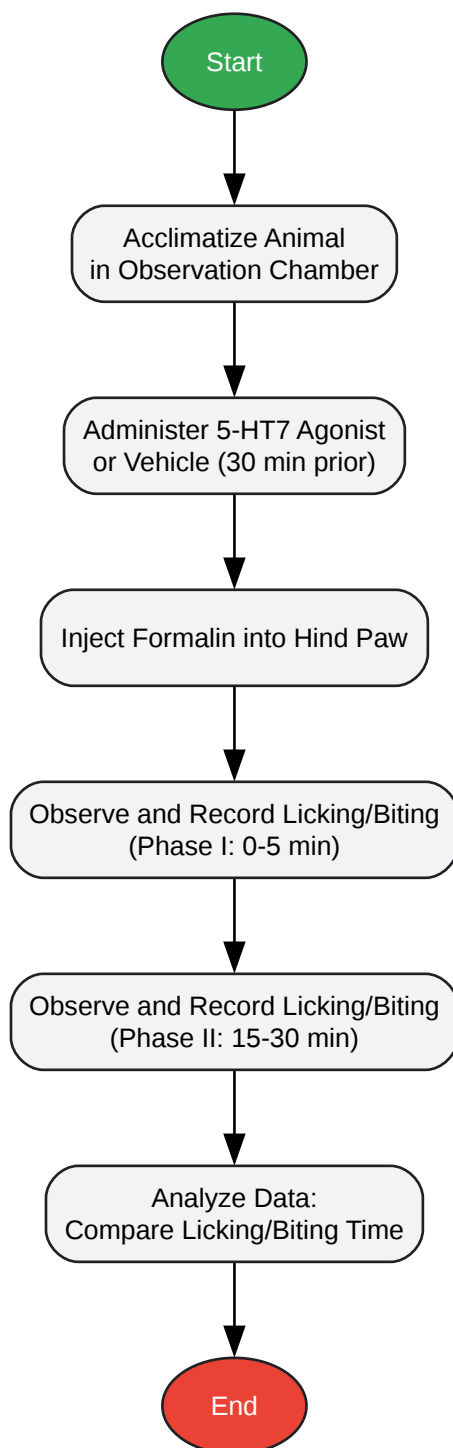 Start
Acclimatize Animal
in Observation Chamber
Administer 5-HT7 Agonist
or Vehicle (30 min prior)
Inject Formalin into Hind Paw
Observe and Record Licking/Biting
(Phase I: 0-5 min)
Observe and Record Licking/Biting
(Phase II: 15-30 min)
Analyze Data:
Compare Licking/Biting Time
End